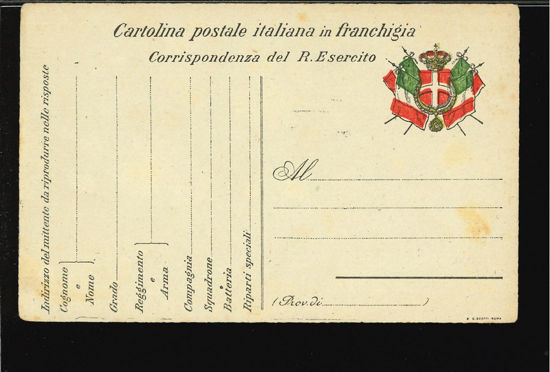 Cartolina postale italiana in franchigia
Corrispondenza del R. Esercito
Indirizzo del mittente da riprodurre nelle risposte
Cognome
e
Nome
Grado
Reggimento
e
Arma
Compagnia
Squadrone
Batteria
Riparti speciali
Al
(Prov. di )